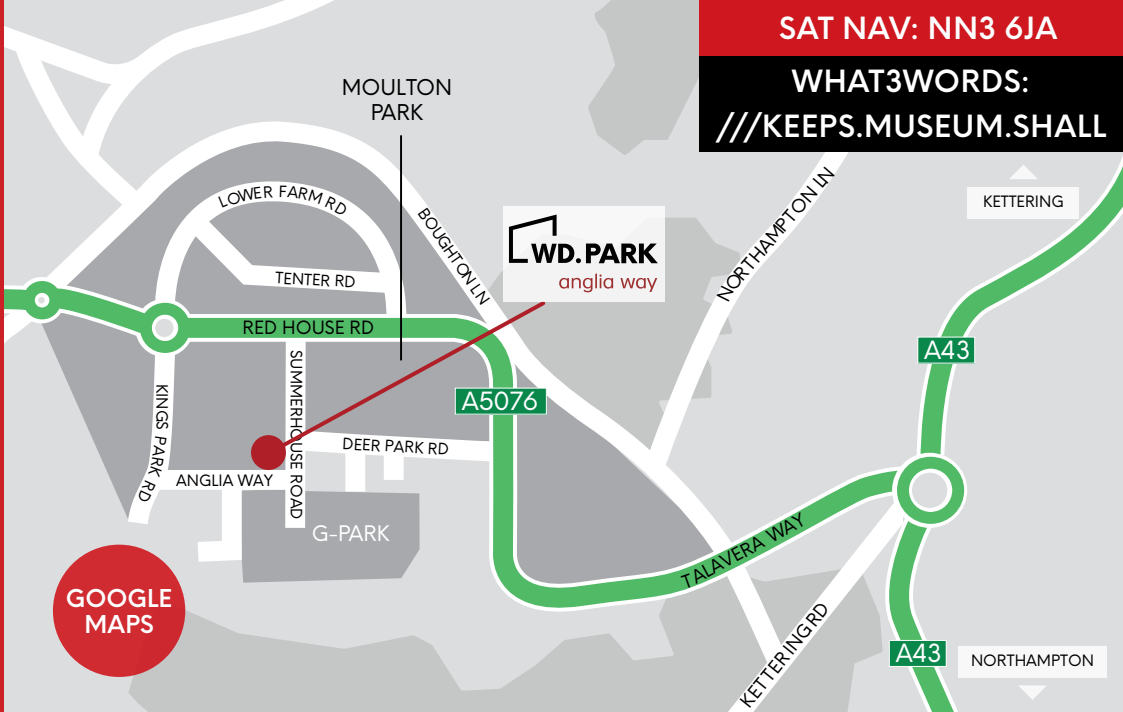 SAT NAV: NN3 6JA
WHAT3WORDS:
///KEEPS.MUSEUM.SHALL
MOULTON
PARK
KETTERING
LOWER FARM RD
BOUGHTON LN
NORTHAMPTON LN
WD.PARK
anglia way
TENTER RD
RED HOUSE RD
A43
SUMMERHOUSE ROAD
KINGS PARK RD
A5076
DEER PARK RD
ANGLIA WAY
G-PARK
TALAVERA WAY
GOOGLE
MAPS
KETTERING RD
A43
NORTHAMPTON